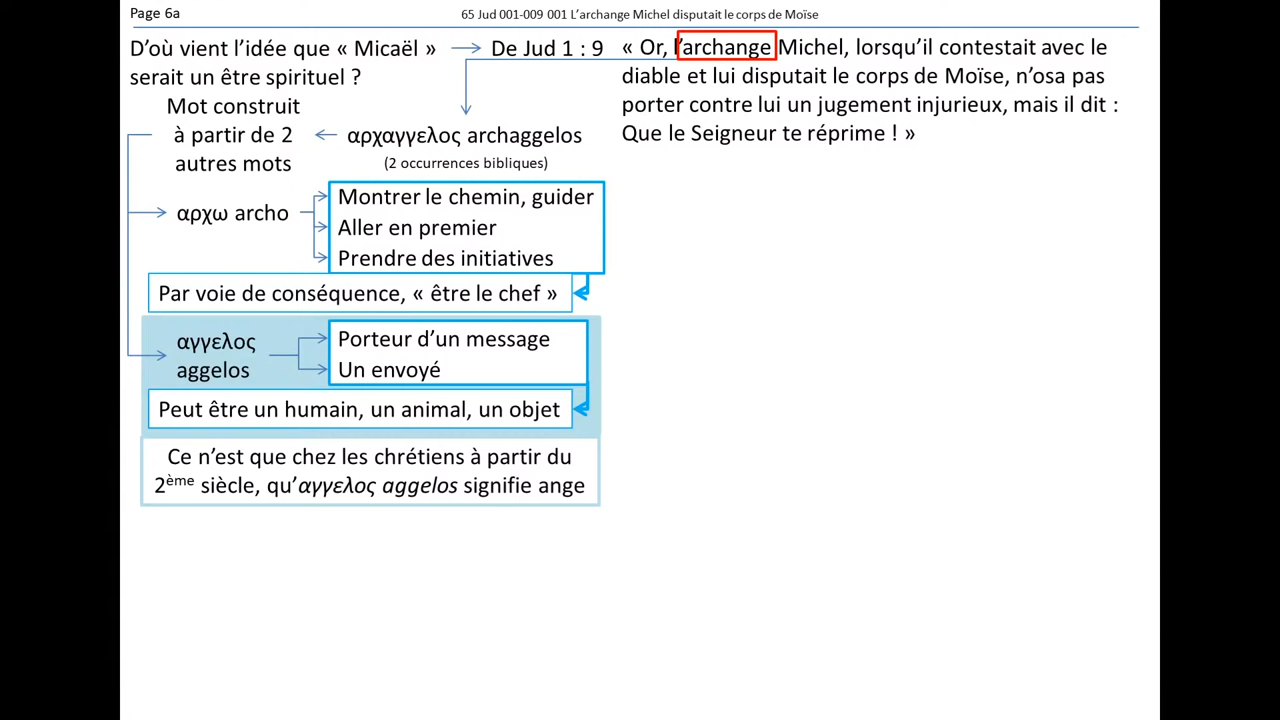 Page 6a
65 Jud 001-009 001 L’archange Michel disputait le corps de Moïse
D’où vient l’idée que « Micaël »
serait un être spirituel ?
De Jud 1 : 9
« Or, l’archange Michel, lorsqu’il contestait avec le
diable et lui disputait le corps de Moïse, n’osa pas
porter contre lui un jugement injurieux, mais il dit :
Que le Seigneur te réprime ! »
Mot construit
à partir de 2
autres mots
αρχαγγελος archaggelos
(2 occurrences bibliques)
αρχω archo
Montrer le chemin, guider
Aller en premier
Prendre des initiatives
Par voie de conséquence, « être le chef »
αγγελος
aggelos
Porteur d’un message
Un envoyé
Peut être un humain, un animal, un objet
Ce n’est que chez les chrétiens à partir du
2ème siècle, qu’αγγελος aggelos signifie ange